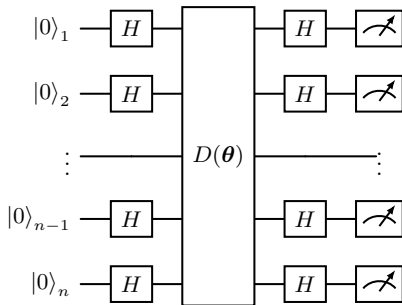 |0⟩₁ H H
|0⟩₂ H H
⋮ D(θ) ⋮
|0⟩ₙ₋₁ H H
|0⟩ₙ H H